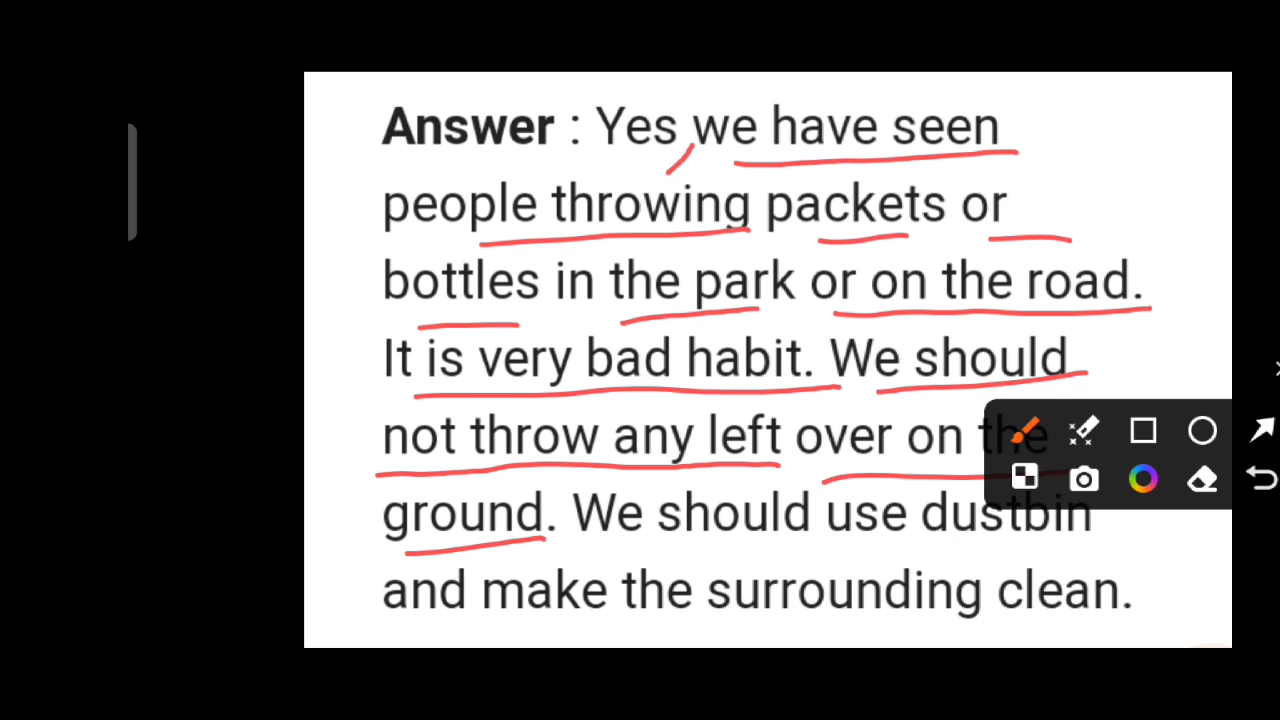 Answer : Yes we have seen
people throwing packets or
bottles in the park or on the road.
It is very bad habit. We should
not throw any left over on the
ground. We should use dustbin
and make the surrounding clean.